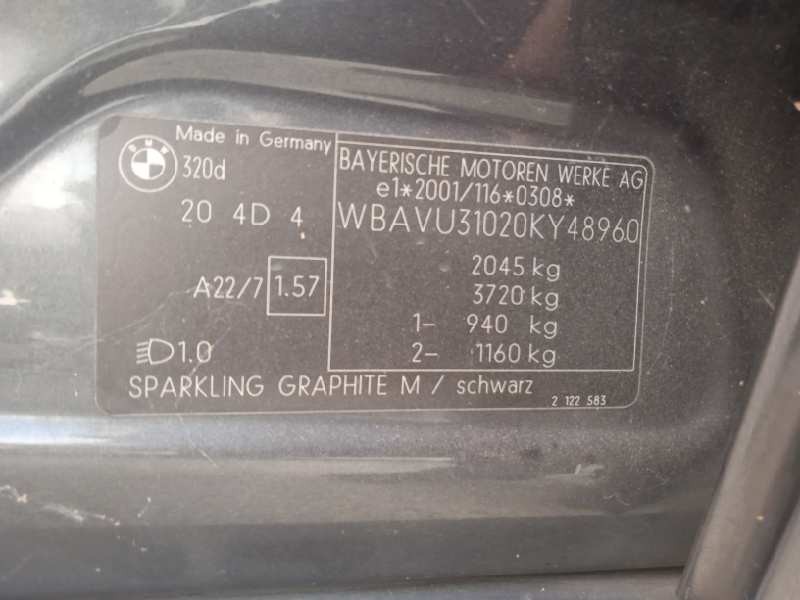 BMW
Made in Germany
320d
BAYERISCHE MOTOREN WERKE AG
e1*2001/116*0308*
20 4D 4
WBAVU31020KY48960
2045 kg
A22/7 1.57
3720 kg
1- 940 kg
1.0
2- 1160 kg
SPARKLING GRAPHITE M / schwarz
2 122 583